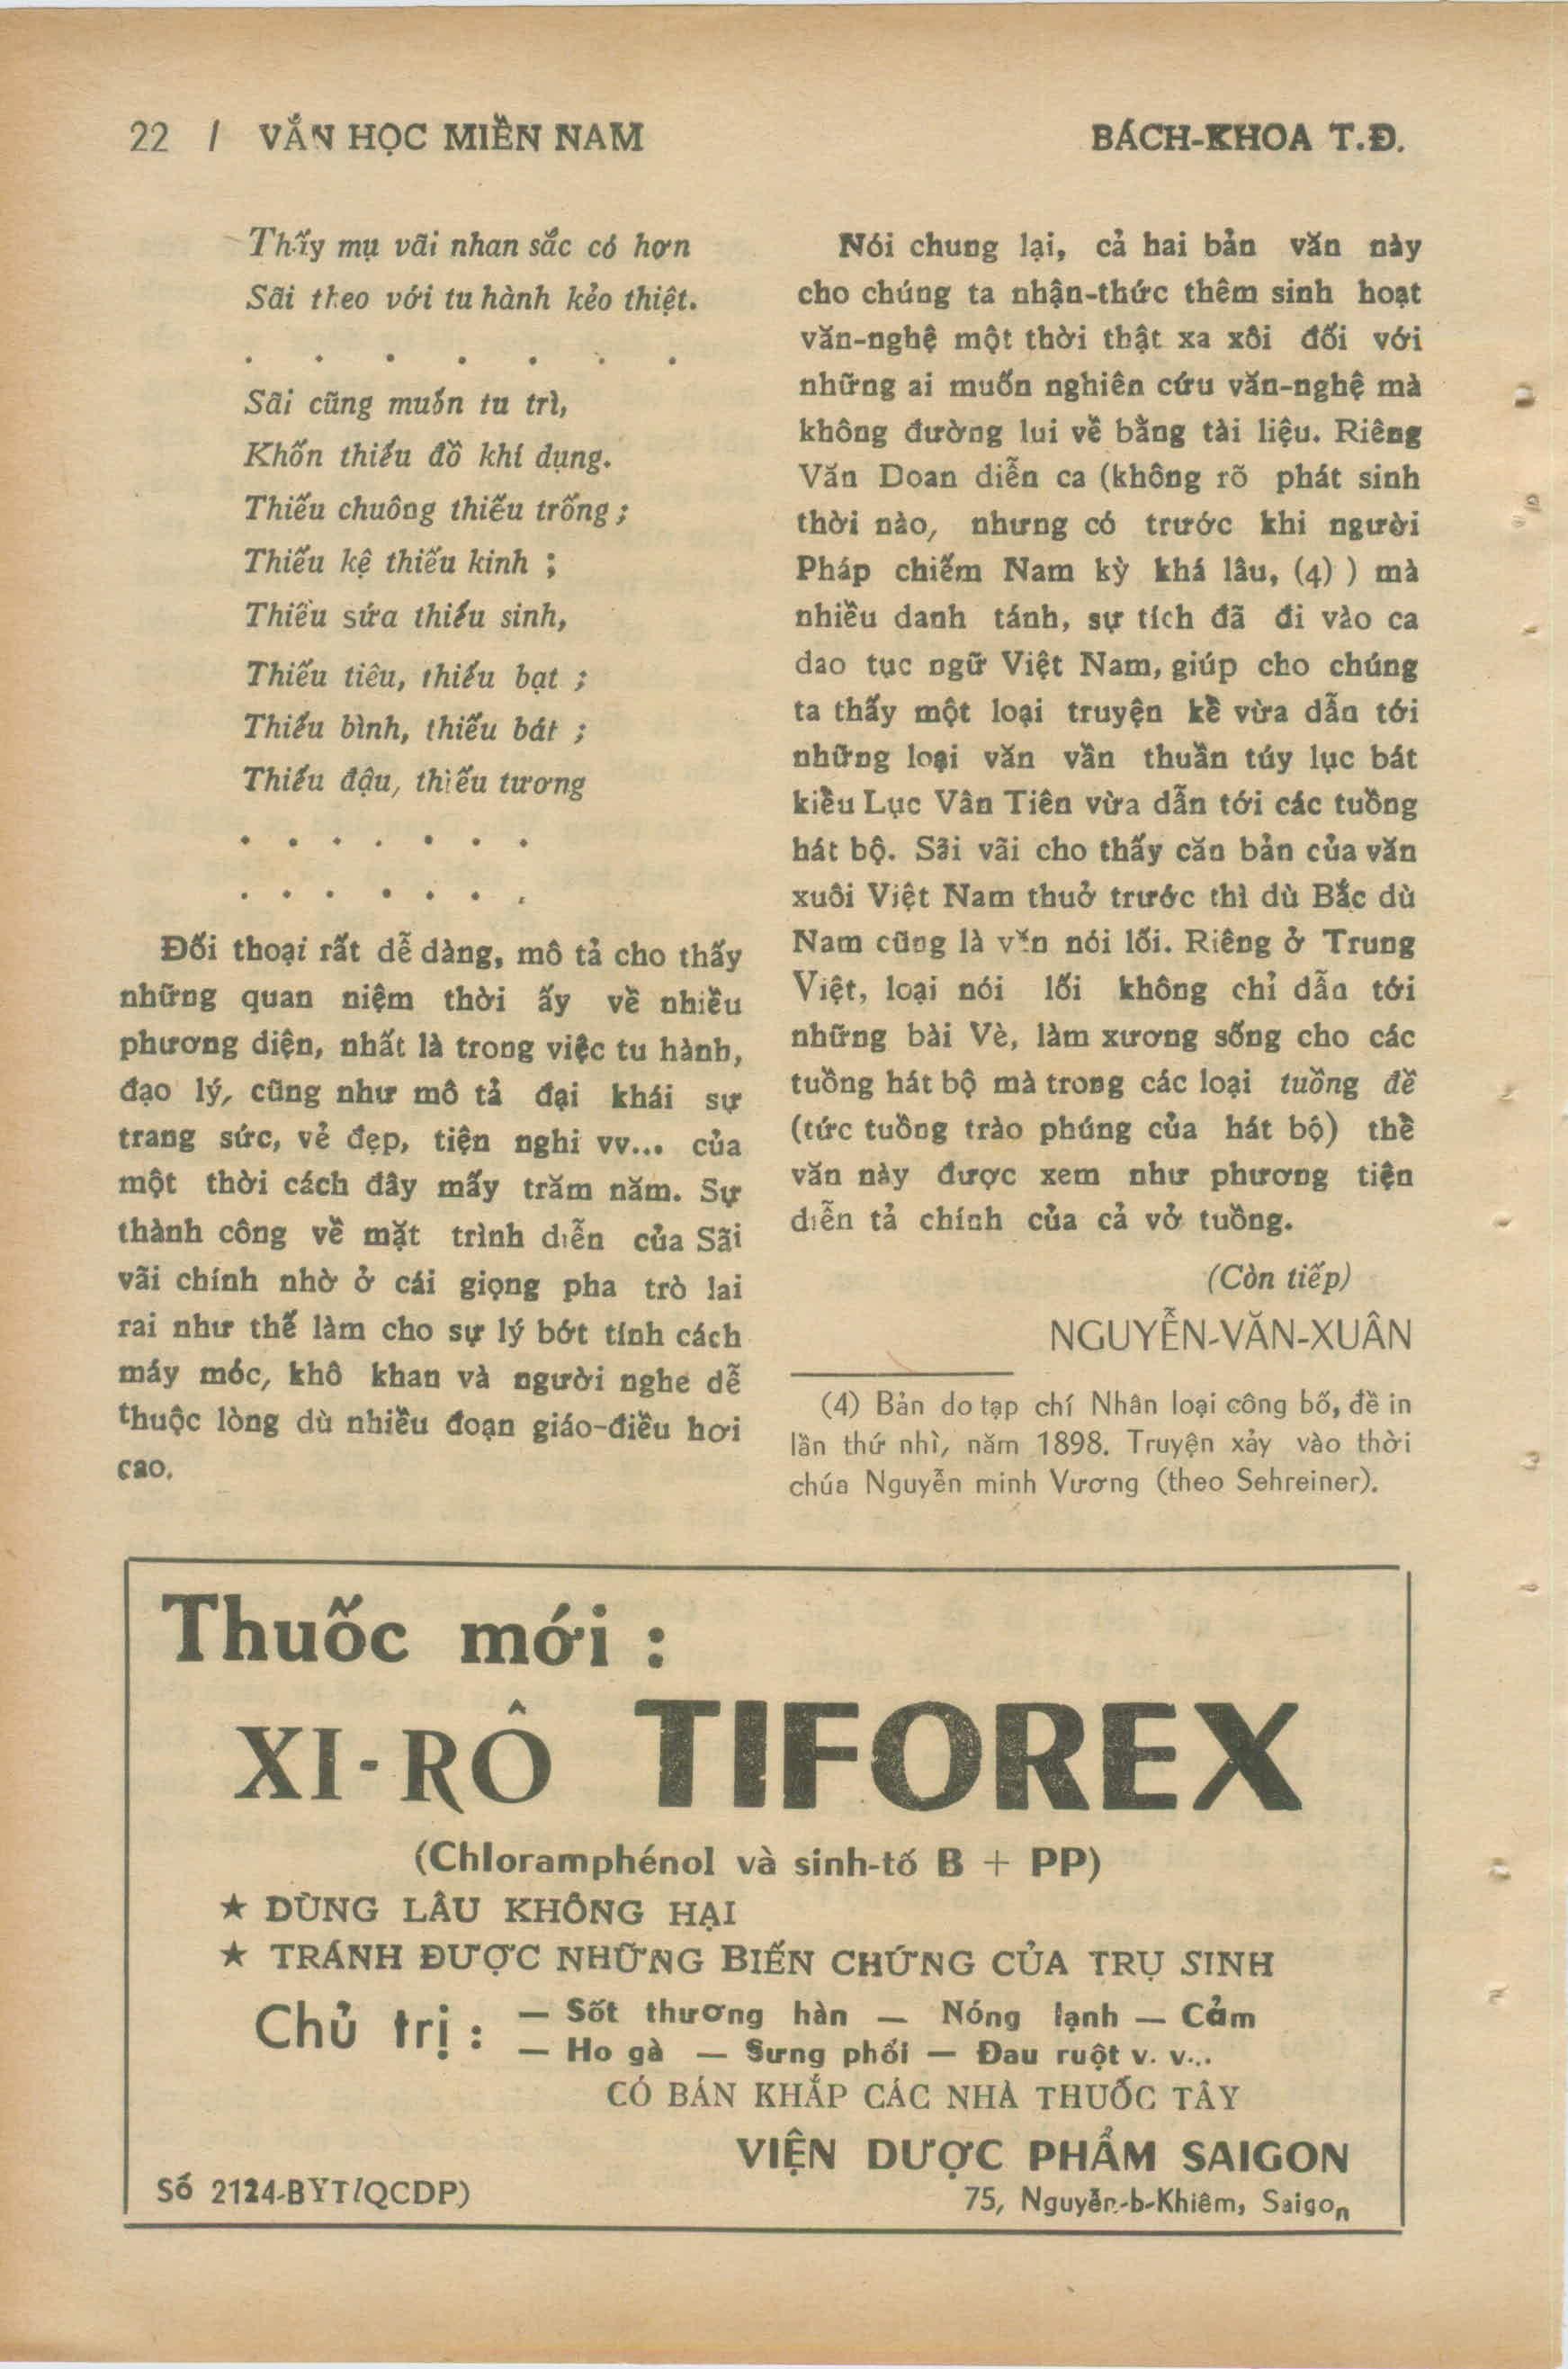 22 / VĂN HỌC MIỀN NAM
BÁCH-KHOA T.Đ.
Thấy mụ vãi nhan sắc có hơn
Sãi theo với tu hành kẻo thiệt.
. . . . . . .
Sãi cũng muốn tu trì,
Khốn thiếu đồ khí dụng.
Thiếu chuông thiếu trống ;
Thiếu kệ thiếu kinh ;
Thiếu sứa thiếu sinh,
Thiếu tiêu, thiếu bạt ;
Thiếu bình, thiếu bát ;
Thiếu đậu, thiếu tương
. . . . . . .
. . . . . . .
Đối thoại rất dễ dàng, mô tả cho thấy
những quan niệm thời ấy về nhiều
phương diện, nhất là trong việc tu hành,
đạo lý, cũng như mô tả đại khái sự
trang sức, vẻ đẹp, tiện nghi vv... của
một thời cách đây mấy trăm năm. Sự
thành công về mặt trình diễn của Sãi
vãi chính nhờ ở cái giọng pha trò lai
rai như thế làm cho sự lý bớt tính cách
máy móc, khô khan và người nghe dễ
thuộc lòng dù nhiều đoạn giáo-điều hơi
cao.
Nói chung lại, cả hai bản văn này
cho chúng ta nhận-thức thêm sinh hoạt
văn-nghệ một thời thật xa xôi đối với
những ai muốn nghiên cứu văn-nghệ mà
không đường lui về bằng tài liệu. Riêng
Văn Doan diễn ca (không rõ phát sinh
thời nào, nhưng có trước khi người
Pháp chiếm Nam kỳ khá lâu, (4) ) mà
nhiều danh tánh, sự tích đã đi vào ca
dao tục ngữ Việt Nam, giúp cho chúng
ta thấy một loại truyện kể vừa dẫn tới
những loại văn vần thuần túy lục bát
kiểu Lục Vân Tiên vừa dẫn tới các tuồng
hát bộ. Sãi vãi cho thấy căn bản của văn
xuôi Việt Nam thuở trước thì dù Bắc dù
Nam cũng là văn nói lối. Riêng ở Trung
Việt, loại nói lối không chỉ dẫn tới
những bài Vè, làm xương sống cho các
tuồng hát bộ mà trong các loại tuồng đề
(tức tuồng trào phúng của hát bộ) thể
văn này được xem như phương tiện
diễn tả chính của cả vở tuồng.
(Còn tiếp)
NGUYỄN-VĂN-XUÂN
(4) Bản do tạp chí Nhân loại công bố, đề in
lần thứ nhì, năm 1898. Truyện xảy vào thời
chúa Nguyễn minh Vương (theo Sehreiner).
Thuốc mới :
XI-RÔ TIFOREX
(Chloramphénol và sinh-tố B + PP)
★ DÙNG LÂU KHÔNG HẠI
★ TRÁNH ĐƯỢC NHỮNG BIẾN CHỨNG CỦA TRỤ SINH
Chủ trị : — Sốt thương hàn — Nóng lạnh — Cảm
— Ho gà — Sưng phổi — Đau ruột v. v...
CÓ BÁN KHẮP CÁC NHÀ THUỐC TÂY
VIỆN DƯỢC PHẨM SAIGON
Số 2124-BYT/QCDP)
75, Nguyễn-b-Khiêm, Saigon